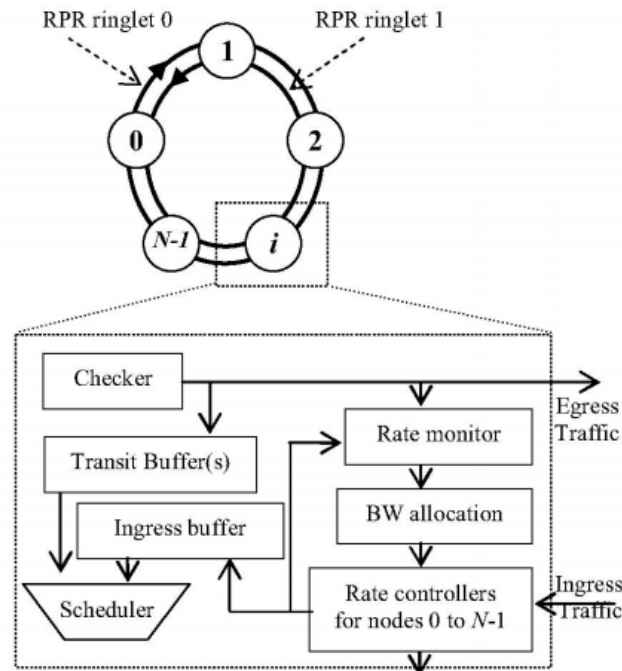 RPR ringlet 0
RPR ringlet 1
1
0
2
N-1
i
Checker
Egress
Traffic
Transit Buffer(s)
Rate monitor
Ingress buffer
BW allocation
Scheduler
Rate controllers
for nodes 0 to N-1
Ingress
Traffic